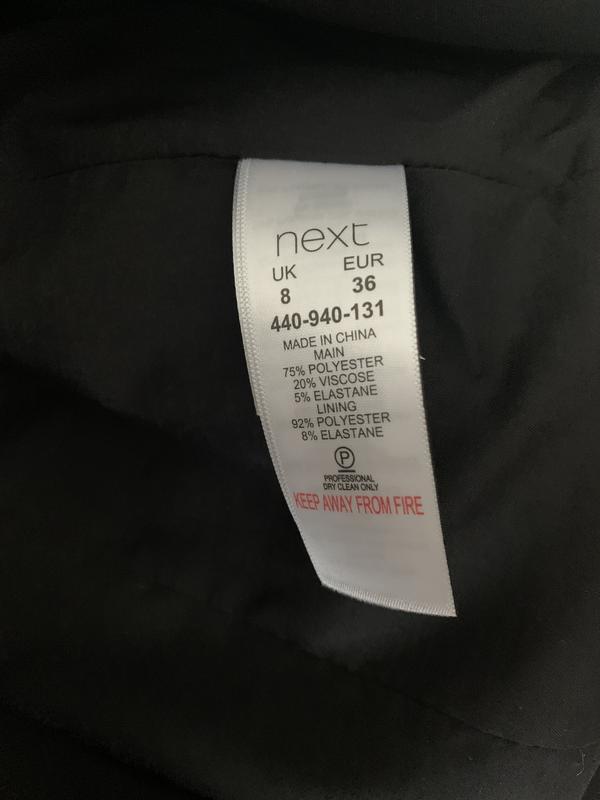 next
UK EUR
8 36
440-940-131
MADE IN CHINA
MAIN
75% POLYESTER
20% VISCOSE
5% ELASTANE
LINING
92% POLYESTER
8% ELASTANE
P
PROFESSIONAL
DRY CLEAN ONLY
KEEP AWAY FROM FIRE